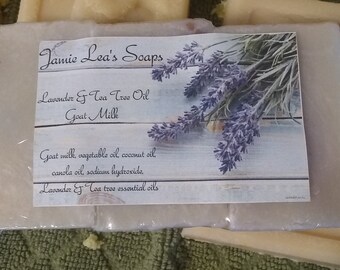 Jamie Lea's Soaps
Lavender & Tea Tree Oil
Goat Milk
Goat milk, vegetable oil, coconut oil,
canola oil, sodium hydroxide,
Lavender & Tea tree essential oils